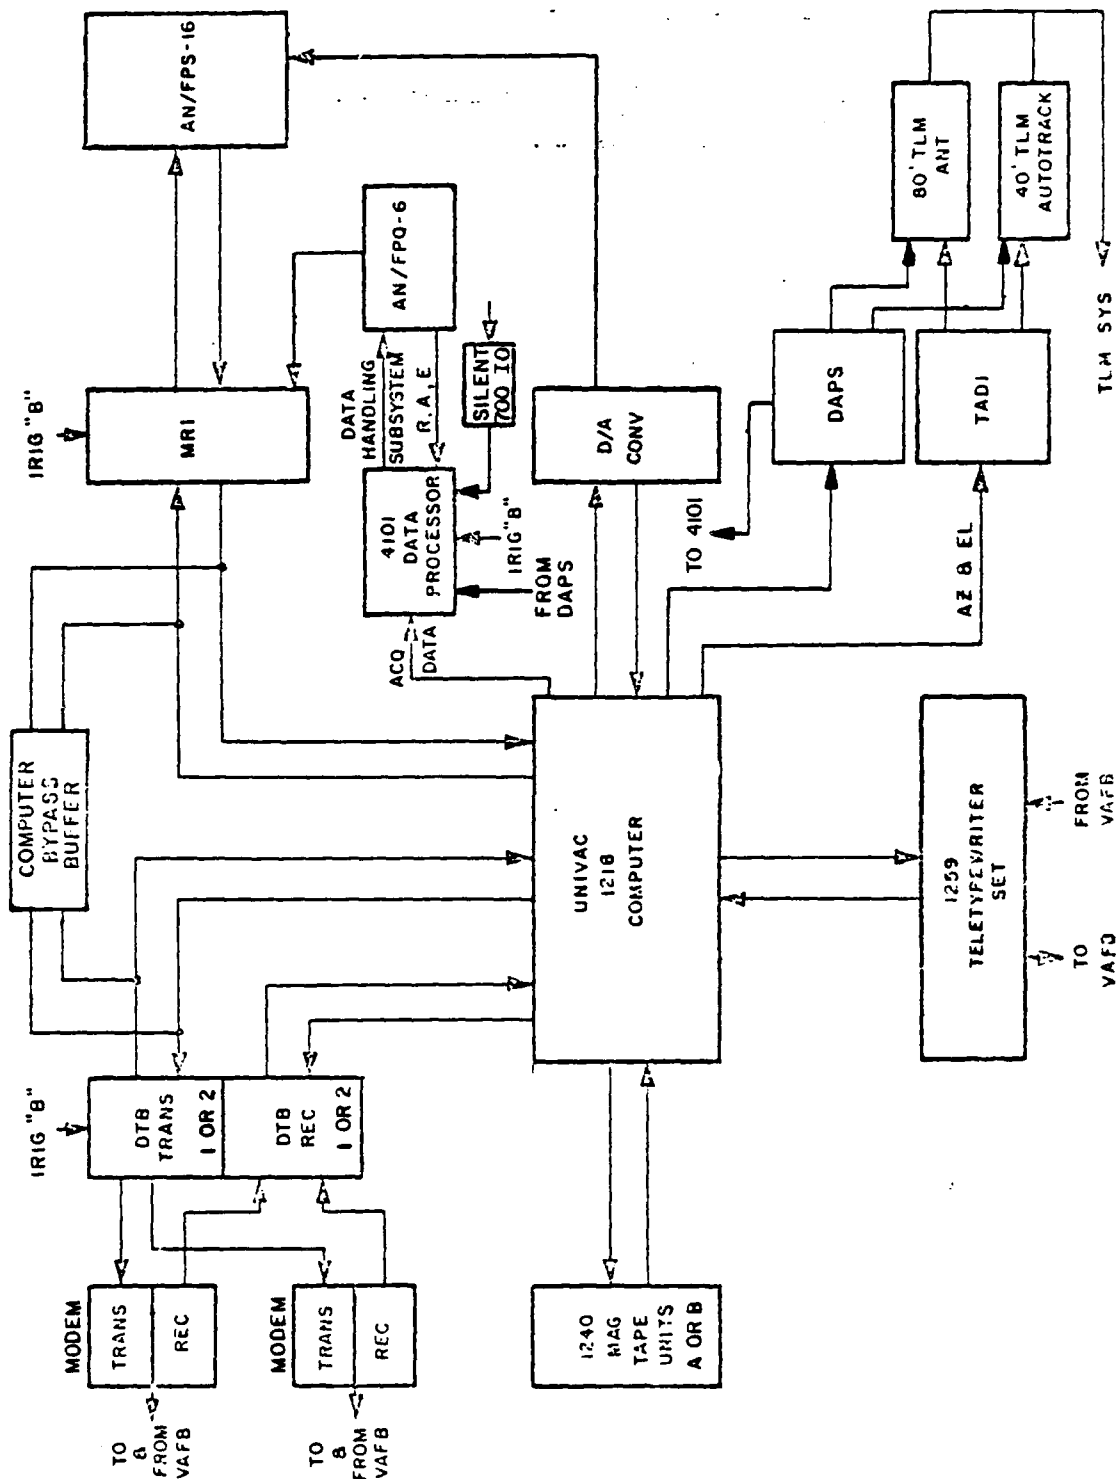 IRIG "B"
MODEM
TRANS
REC
TO
&
FROM
VAFB
MODEM
TRANS
REC
TO
&
FROM
VAFB
DTB
TRANS
1 OR 2
DTB
REC
1 OR 2
COMPUTER
BYPASS
BUFFER
IRIG "B"
MRI
AN/FPS-16
1240
MAG
TAPE
UNITS
A OR B
UNIVAC
1218
COMPUTER
ACQ
DATA
4101
DATA
PROCESSOR
DATA
HANDLING
SUBSYSTEM
R, A, E
AN/FPQ-6
SILENT
700 IO
IRIG "B"
FROM
DAPS
D/A
CONV
TO 4101
DAPS
AZ & EL
TADI
80' TLM
ANT
40' TLM
AUTOTRACK
TLM SYS
1259
TELETYPEWRITER
SET
TO
VAFB
FROM
VAFB